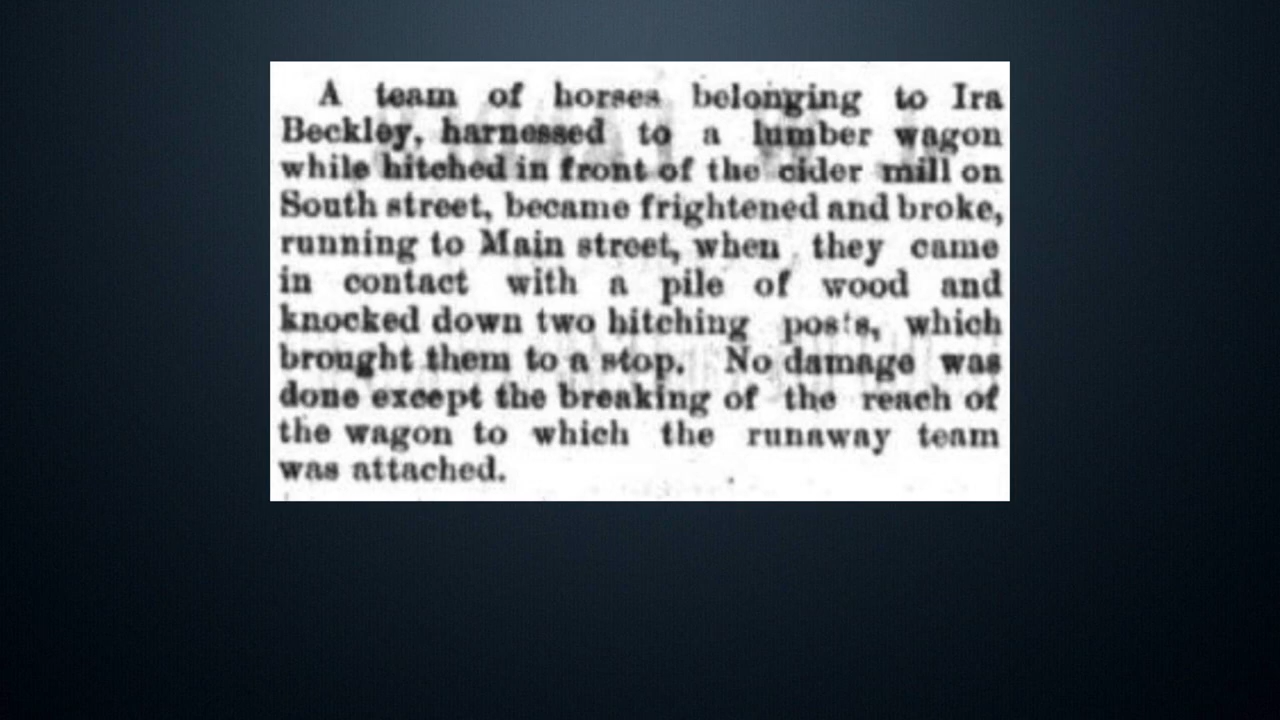 A team of horses belonging to Ira
Beckley, harnessed to a lumber wagon
while hitched in front of the cider mill on
South street, became frightened and broke,
running to Main street, when they came
in contact with a pile of wood and
knocked down two hitching posts, which
brought them to a stop. No damage was
done except the breaking of the reach of
the wagon to which the runaway team
was attached.